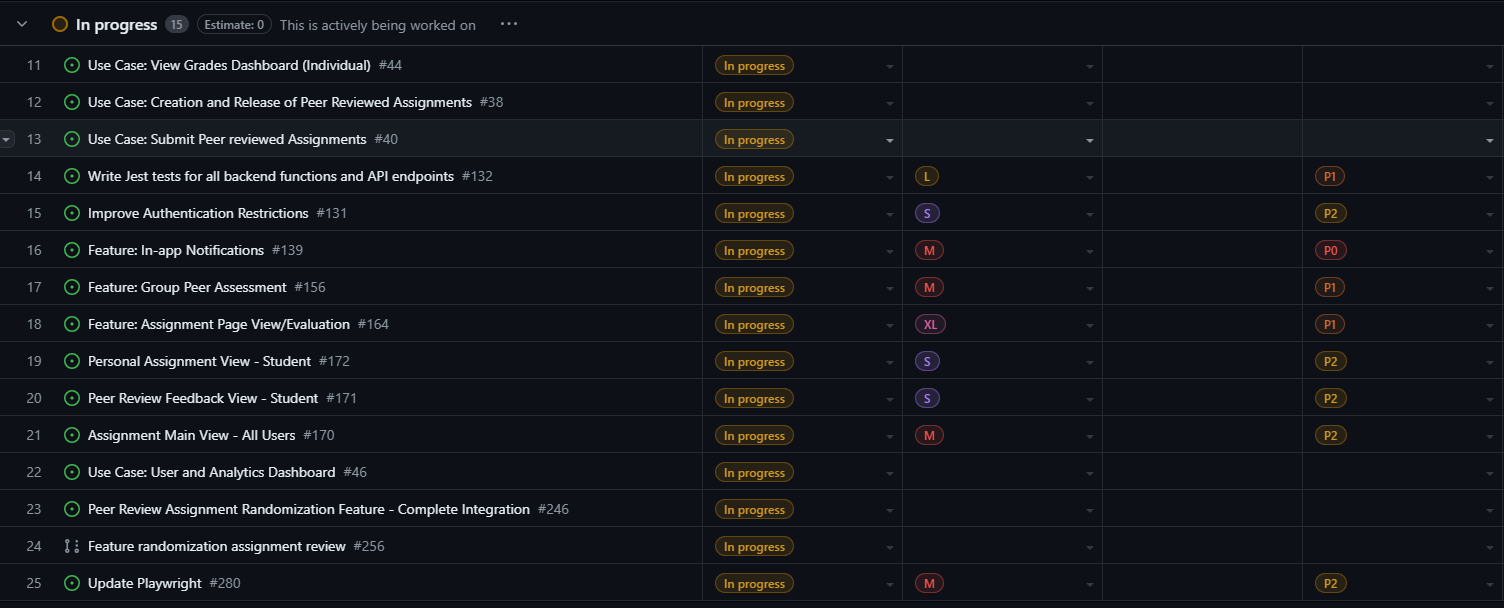 In progress 15 Estimate: 0 This is actively being worked on
11 Use Case: View Grades Dashboard (Individual) #44 In progress
12 Use Case: Creation and Release of Peer Reviewed Assignments #38 In progress
13 Use Case: Submit Peer reviewed Assignments #40 In progress
14 Write Jest tests for all backend functions and API endpoints #132 In progress L P1
15 Improve Authentication Restrictions #131 In progress S P2
16 Feature: In-app Notifications #139 In progress M P0
17 Feature: Group Peer Assessment #156 In progress M P1
18 Feature: Assignment Page View/Evaluation #164 In progress XL P1
19 Personal Assignment View - Student #172 In progress S P2
20 Peer Review Feedback View - Student #171 In progress S P2
21 Assignment Main View - All Users #170 In progress M P2
22 Use Case: User and Analytics Dashboard #46 In progress
23 Peer Review Assignment Randomization Feature - Complete Integration #246 In progress
24 Feature randomization assignment review #256 In progress
25 Update Playwright #280 In progress M P2